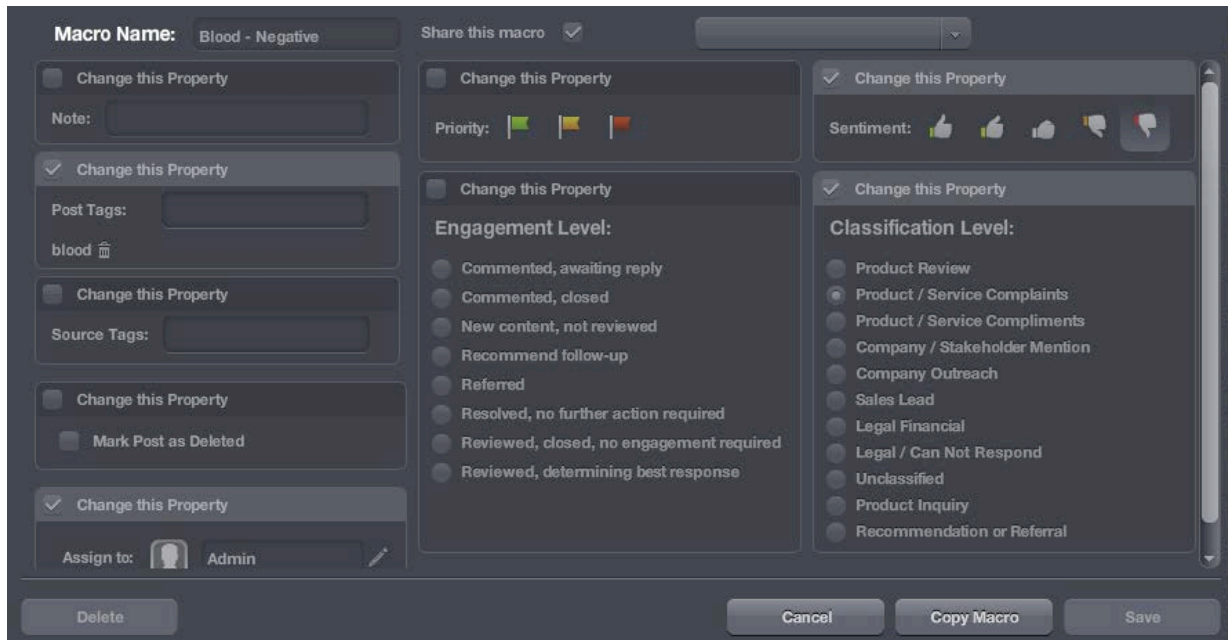 Macro Name: Blood - Negative Share this macro
Change this Property
Note:
Change this Property
Post Tags:
blood
Change this Property
Source Tags:
Change this Property
Mark Post as Deleted
Change this Property
Assign to: Admin
Change this Property
Priority:
Change this Property
Engagement Level:
Commented, awaiting reply
Commented, closed
New content, not reviewed
Recommend follow-up
Referred
Resolved, no further action required
Reviewed, closed, no engagement required
Reviewed, determining best response
Change this Property
Sentiment:
Change this Property
Classification Level:
Product Review
Product / Service Complaints
Product / Service Compliments
Company / Stakeholder Mention
Company Outreach
Sales Lead
Legal Financial
Legal / Can Not Respond
Unclassified
Product Inquiry
Recommendation or Referral
Delete Cancel Copy Macro Save